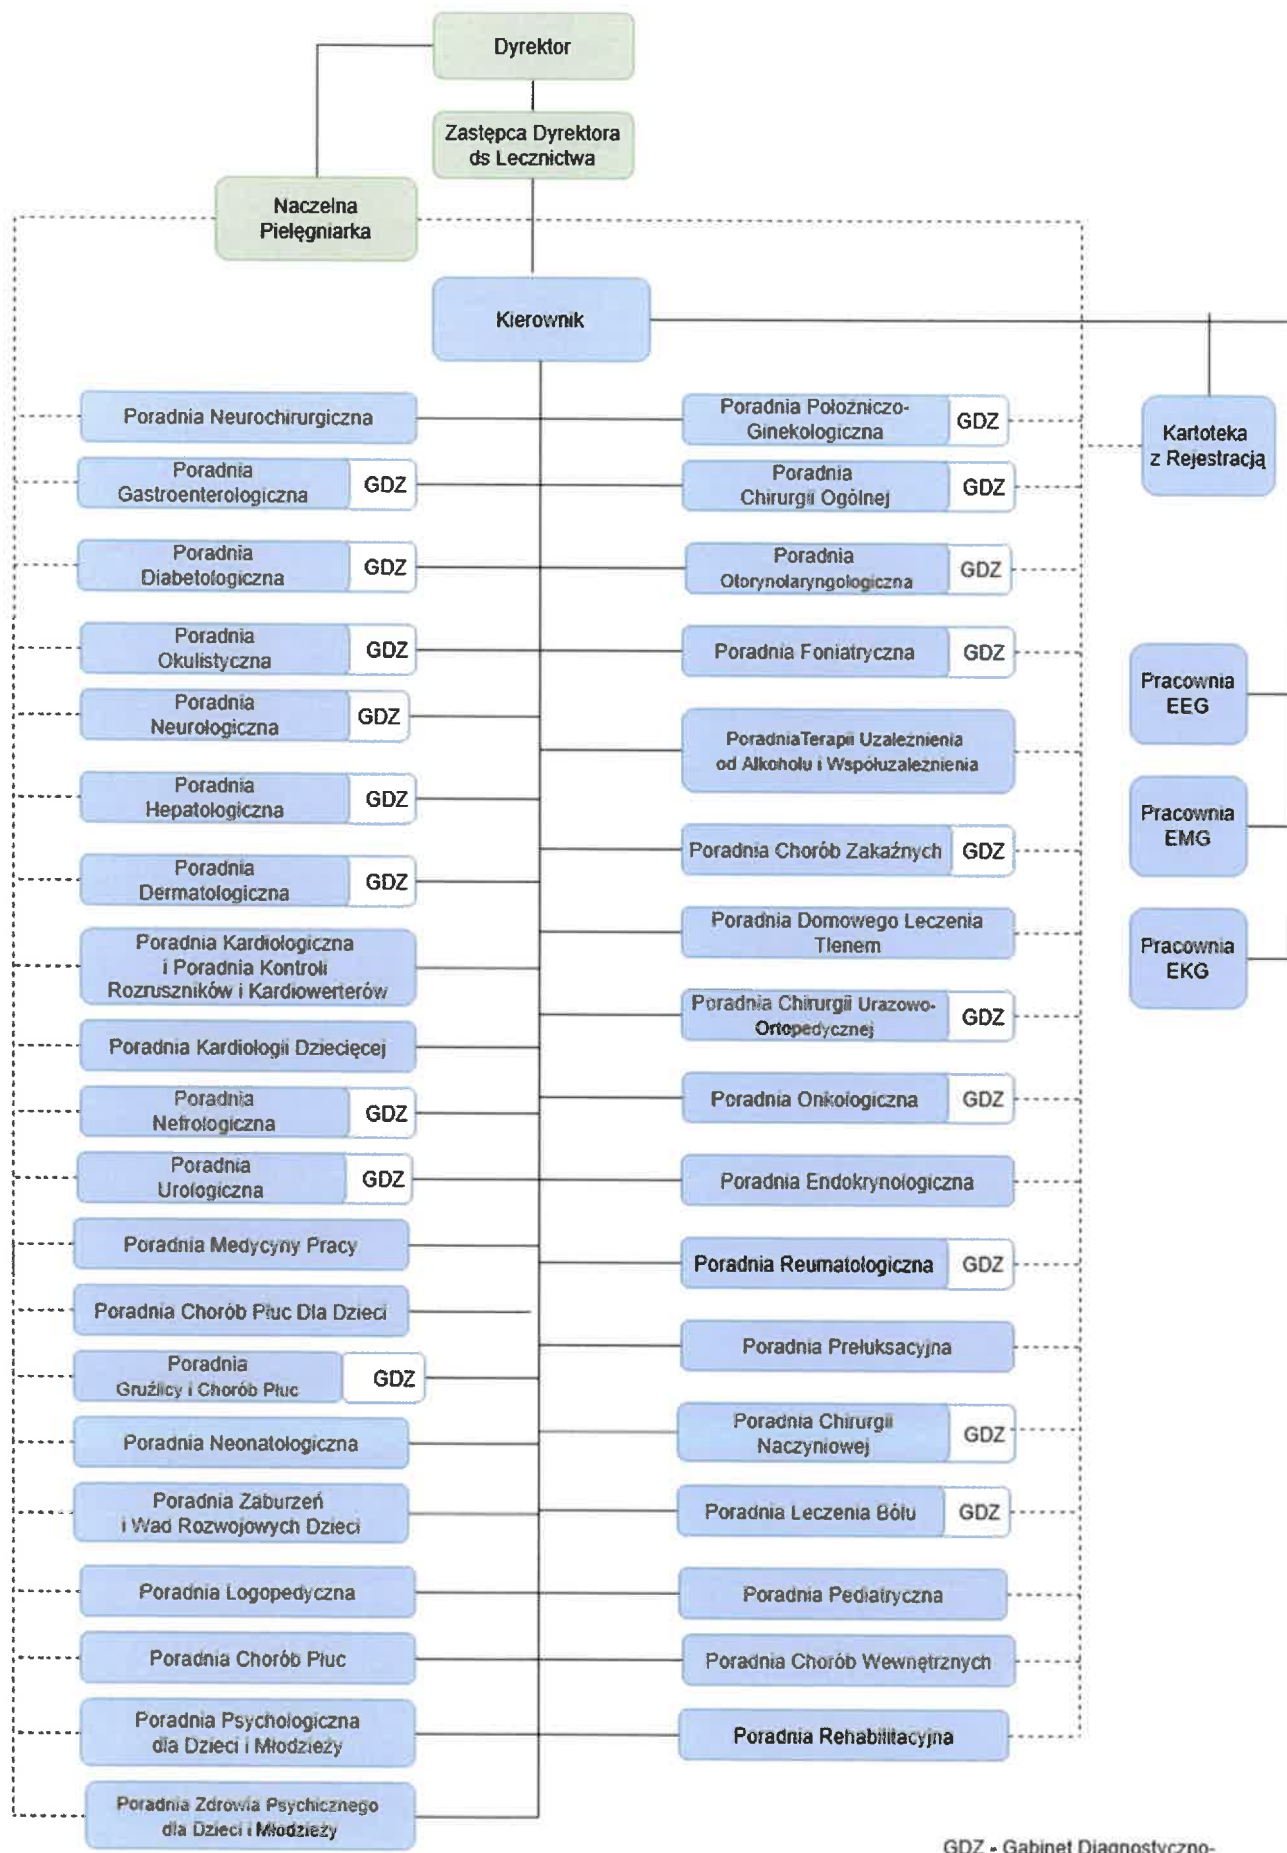 Dyrektor
Zastępca Dyrektora
ds Lecznictwa
Naczelna
Pielęgniarka
Kierownik
Poradnia Neurochirurgiczna
Poradnia Położniczo-
Ginekologiczna
GDZ
Kartoteka
z Rejestracją
Poradnia
Gastroenterologiczna
GDZ
Poradnia
Chirurgii Ogólnej
GDZ
Poradnia
Diabetologiczna
GDZ
Poradnia
Otorynolaryngologiczna
GDZ
Poradnia
Okulistyczna
GDZ
Poradnia Foniatryczna
GDZ
Pracownia
EEG
Poradnia
Neurologiczna
GDZ
PoradniaTerapii Uzależnienia
od Alkoholu i Współuzależnienia
Poradnia
Hepatologiczna
GDZ
Pracownia
EMG
Poradnia Chorób Zakaźnych
GDZ
Poradnia
Dermatologiczna
GDZ
Poradnia Domowego Leczenia
Tlenem
Pracownia
EKG
Poradnia Kardiologiczna
i Poradnia Kontroli
Rozruszników i Kardiowerterów
Poradnia Chirurgii Urazowo-
Ortopedycznej
GDZ
Poradnia Kardiologii Dziecięcej
Poradnia
Nefrologiczna
GDZ
Poradnia Onkologiczna
GDZ
Poradnia
Urologiczna
GDZ
Poradnia Endokrynologiczna
Poradnia Medycyny Pracy
Poradnia Reumatologiczna
GDZ
Poradnia Chorób Płuc Dla Dzieci
Poradnia Preluksacyjna
Poradnia
Gruźlicy i Chorób Płuc
GDZ
Poradnia Chirurgii
Naczyniowej
GDZ
Poradnia Neonatologiczna
Poradnia Zaburzeń
i Wad Rozwojowych Dzieci
Poradnia Leczenia Bólu
GDZ
Poradnia Logopedyczna
Poradnia Pediatryczna
Poradnia Chorób Płuc
Poradnia Chorób Wewnętrznych
Poradnia Psychologiczna
dla Dzieci i Młodzieży
Poradnia Rehabilitacyjna
Poradnia Zdrowia Psychicznego
dla Dzieci i Młodzieży
GDZ - Gabinet Diagnostyczno-